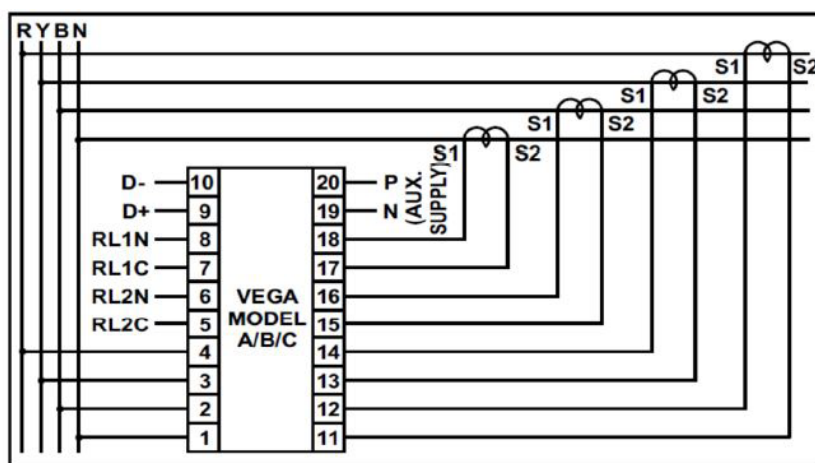 R Y B N
S1 S2
S1 S2
S1 S2
S1 S2
D- 10 20 P
D+ 9 19 N
(AUX. SUPPLY)
RL1N 8 18
RL1C 7 17
RL2N 6 16
RL2C 5 15
VEGA
MODEL
A/B/C
4 14
3 13
2 12
1 11